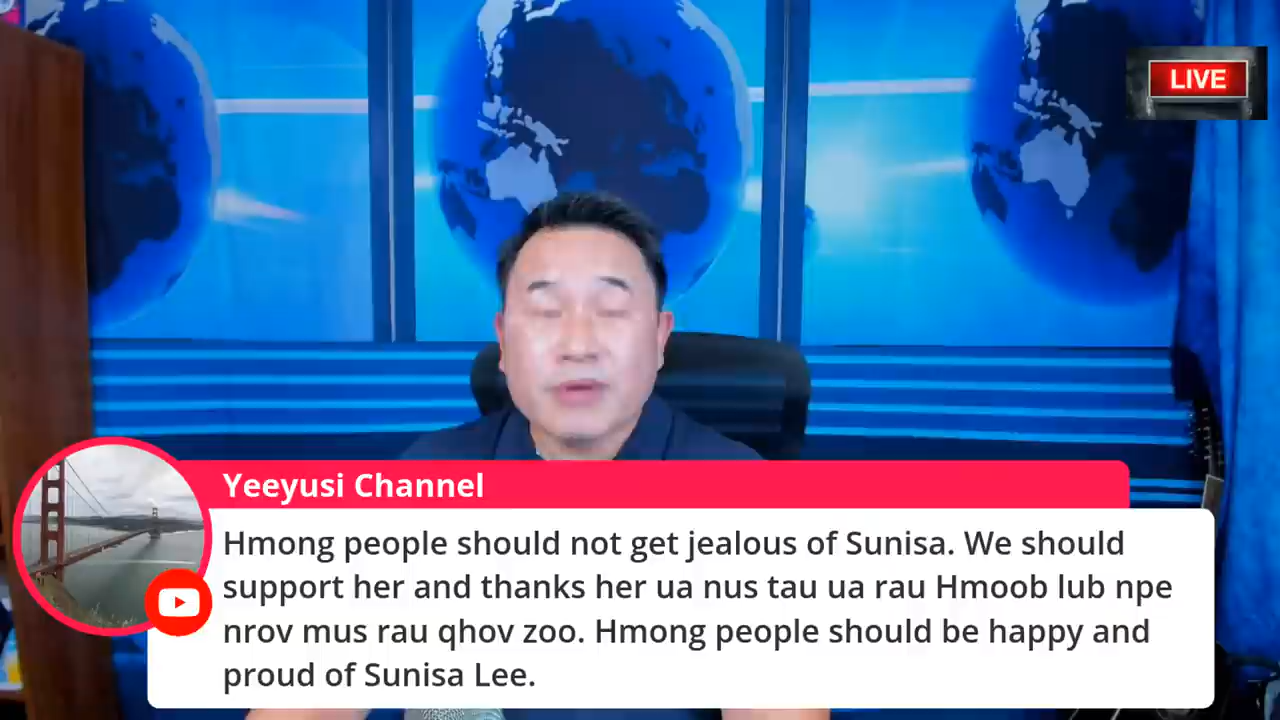 LIVE
Yeeyusi Channel
Hmong people should not get jealous of Sunisa. We should
support her and thanks her ua nus tau ua rau Hmoob lub npe
nrov mus rau qhov zoo. Hmong people should be happy and
proud of Sunisa Lee.